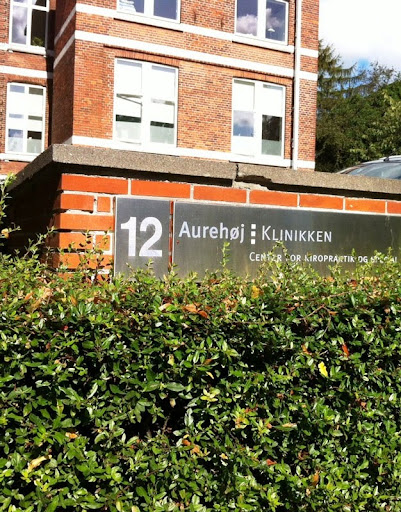 12
Aurehøj KLINIKKEN
CENTER FOR KIROPRAKTIK OG